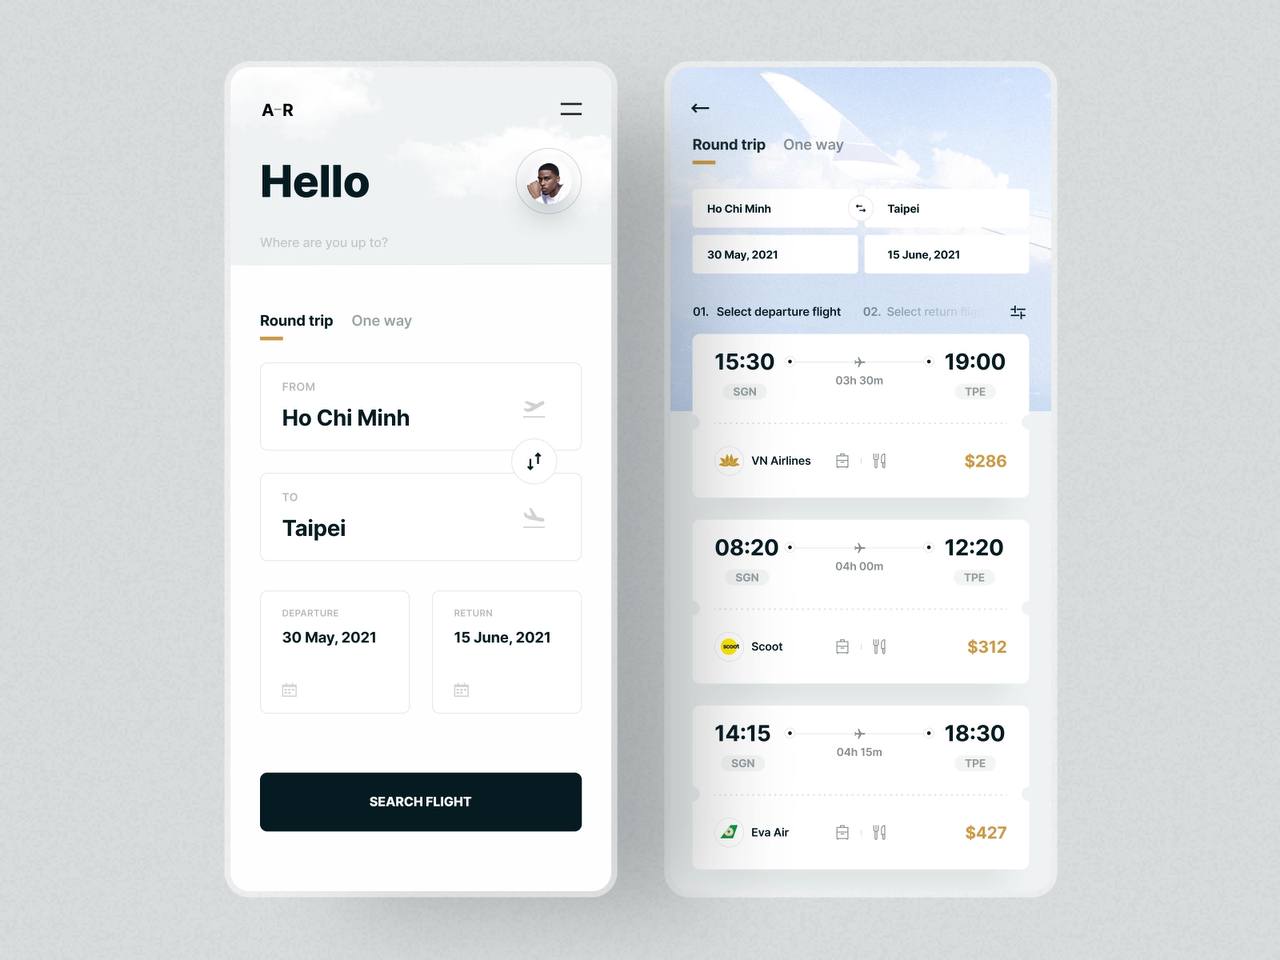 A-R
Hello
Where are you up to?
Round trip One way
FROM
Ho Chi Minh
TO
Taipei
DEPARTURE
30 May, 2021
RETURN
15 June, 2021
SEARCH FLIGHT
Round trip One way
Ho Chi Minh Taipei
30 May, 2021 15 June, 2021
01. Select departure flight 02. Select return
15:30 19:00
03h 30m
SGN TPE
VN Airlines $286
08:20 12:20
04h 00m
SGN TPE
scoot Scoot $312
14:15 18:30
04h 15m
SGN TPE
Eva Air $427